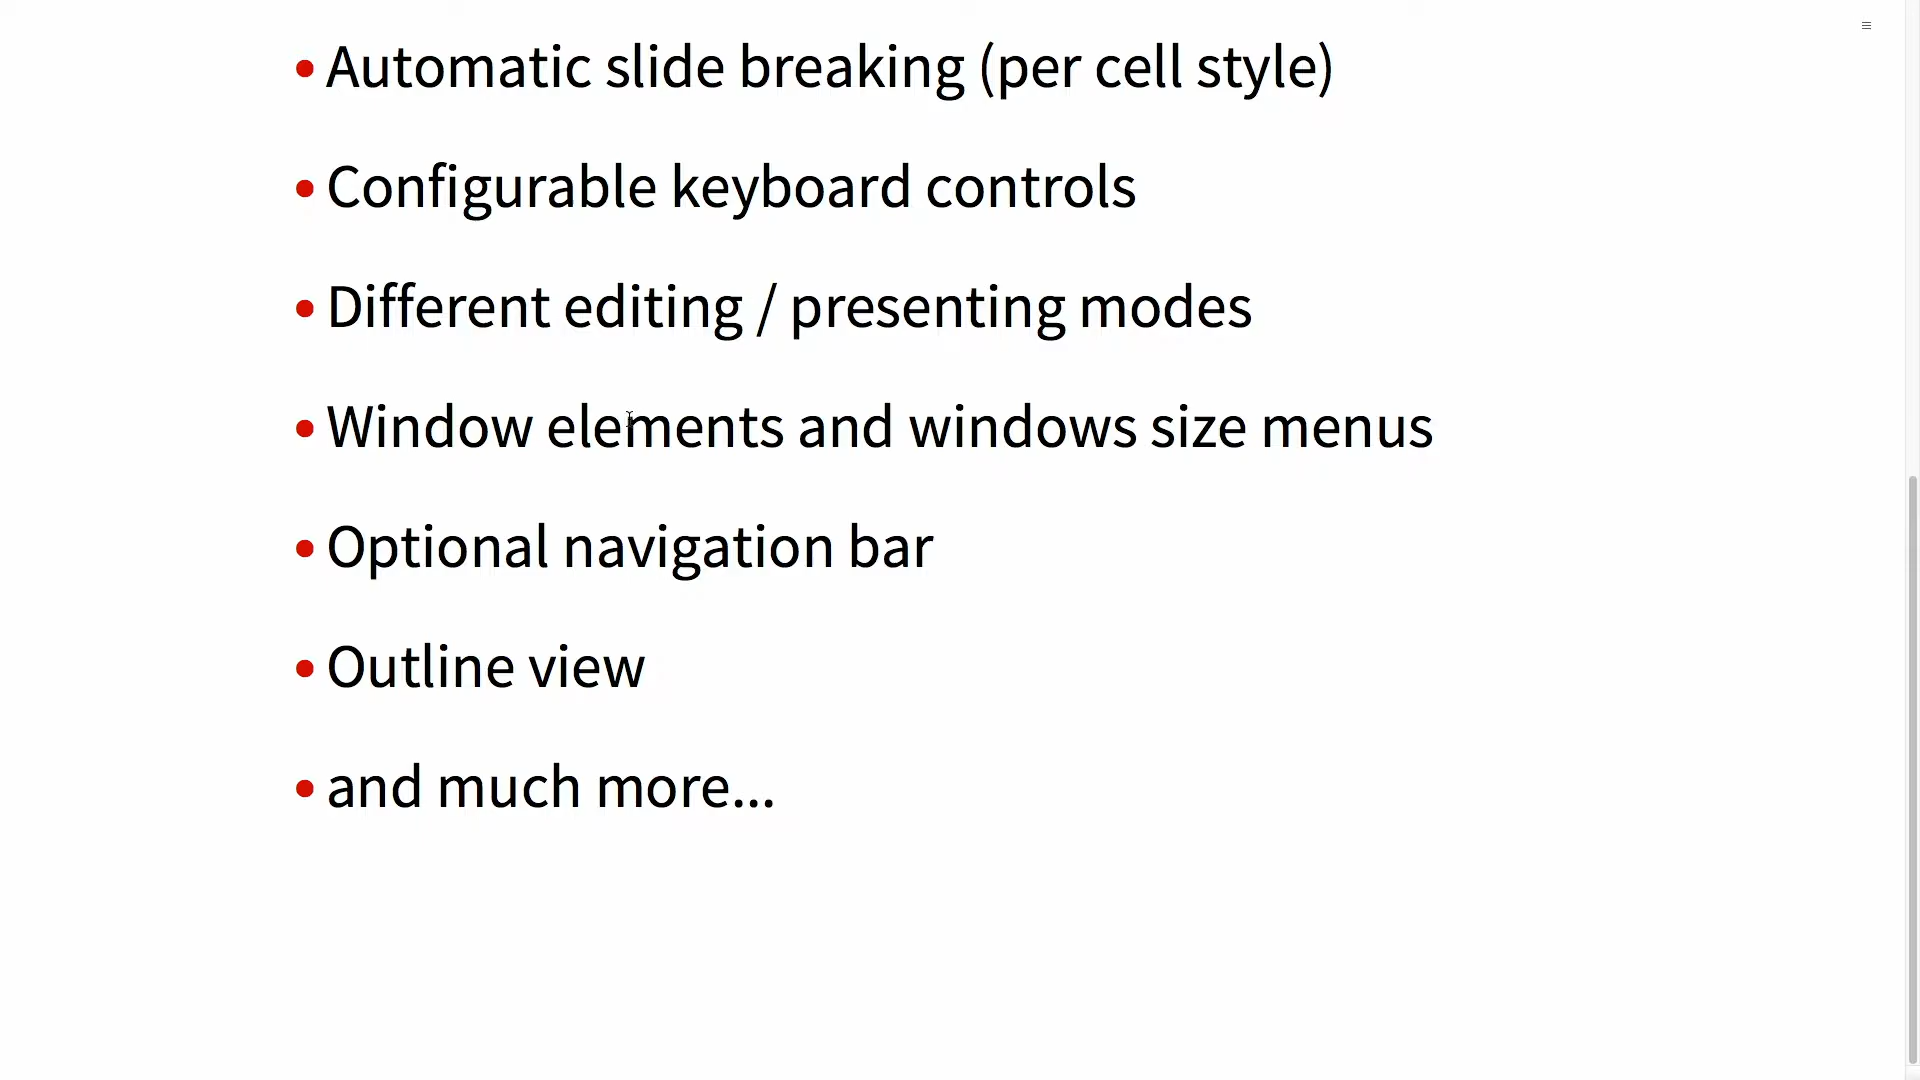 • Automatic slide breaking (per cell style)
• Configurable keyboard controls
• Different editing / presenting modes
• Window elements and windows size menus
• Optional navigation bar
• Outline view
• and much more...